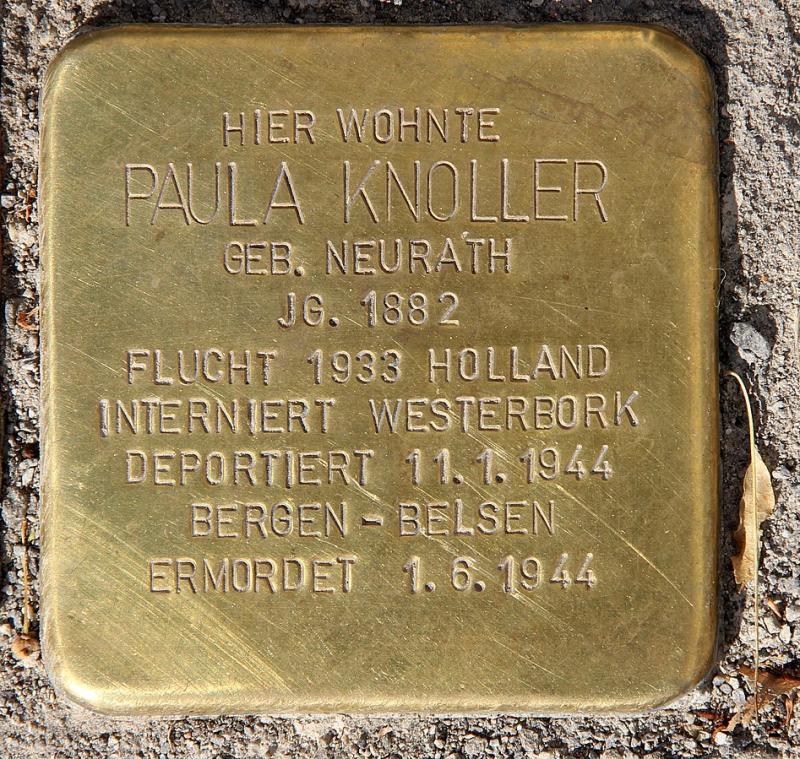 HIER WOHNTE
PAULA KNOLLER
GEB. NEURATH
JG. 1882
FLUCHT 1933 HOLLAND
INTERNIERT WESTERBORK
DEPORTIERT 11.1.1944
BERGEN-BELSEN
ERMORDET 1.6.1944